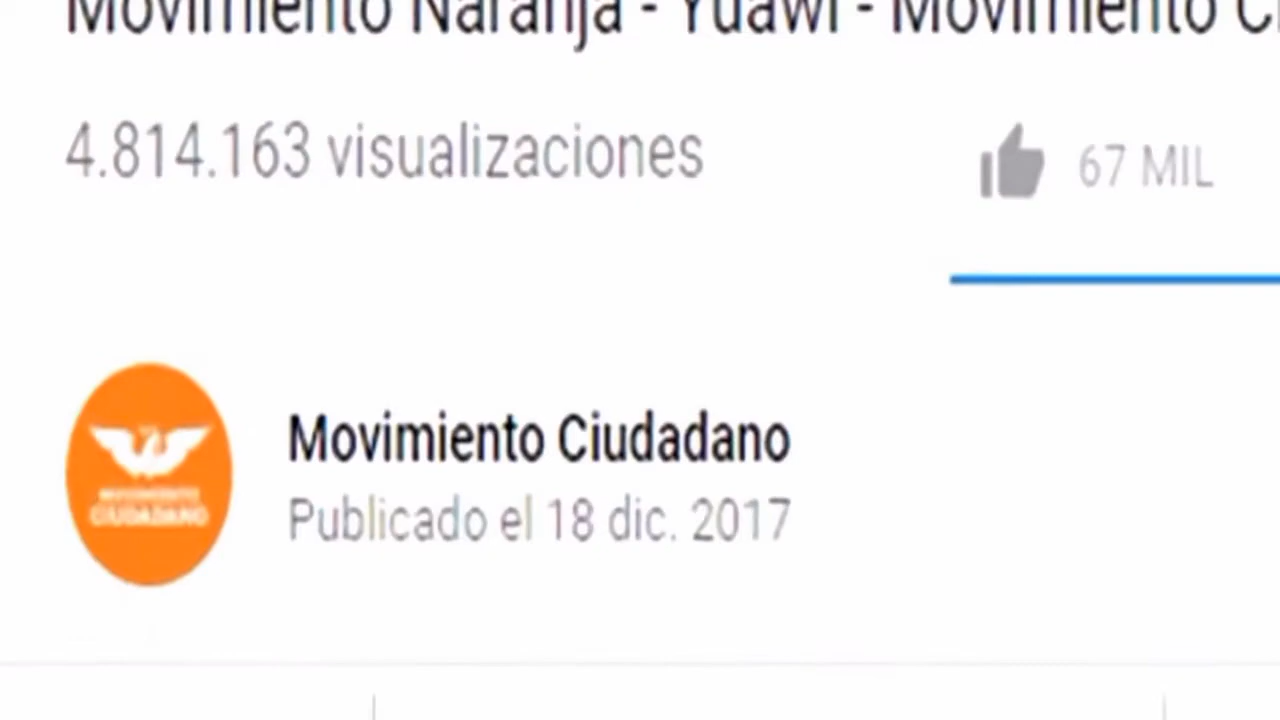 Movimiento Naranja - Yuawi - Movimiento Ci
4.814.163 visualizaciones
67 MIL
Movimiento Ciudadano
Publicado el 18 dic. 2017
MOVIMIENTO
CIUDADANO